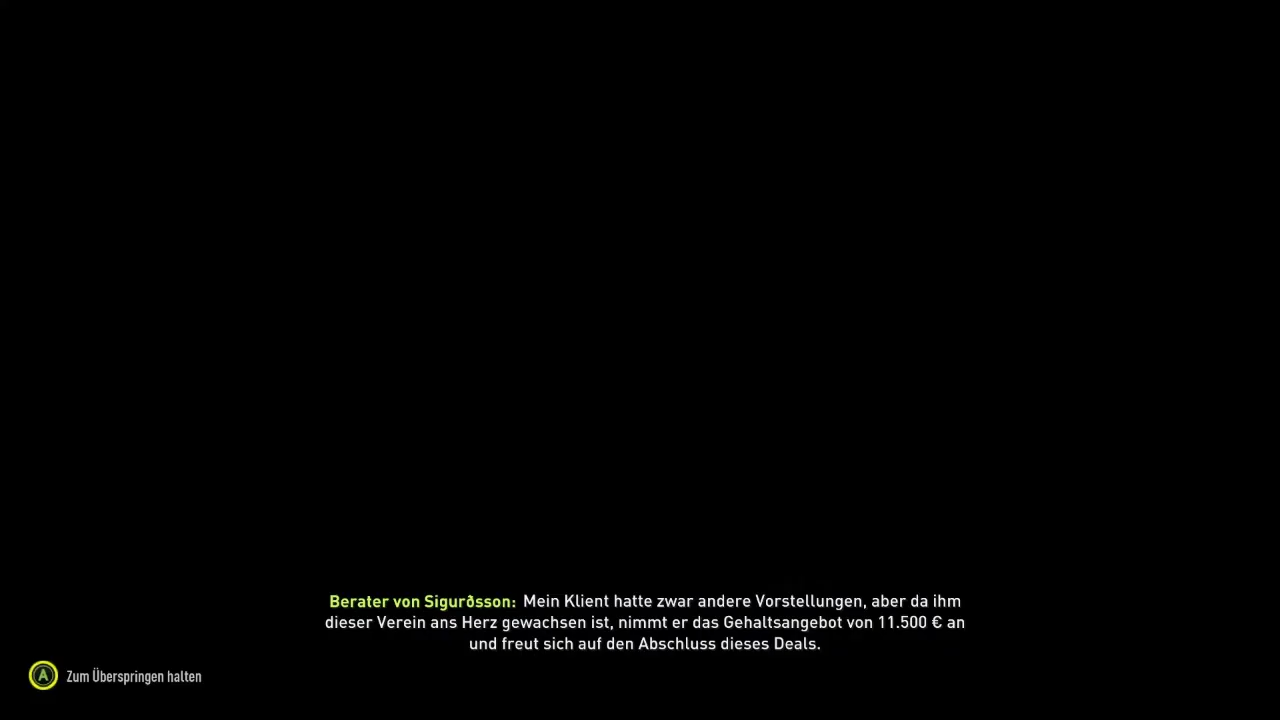 Berater von Sigurðsson: Mein Klient hatte zwar andere Vorstellungen, aber da ihm
dieser Verein ans Herz gewachsen ist, nimmt er das Gehaltsangebot von 11.500 € an
und freut sich auf den Abschluss dieses Deals.
A Zum Überspringen halten